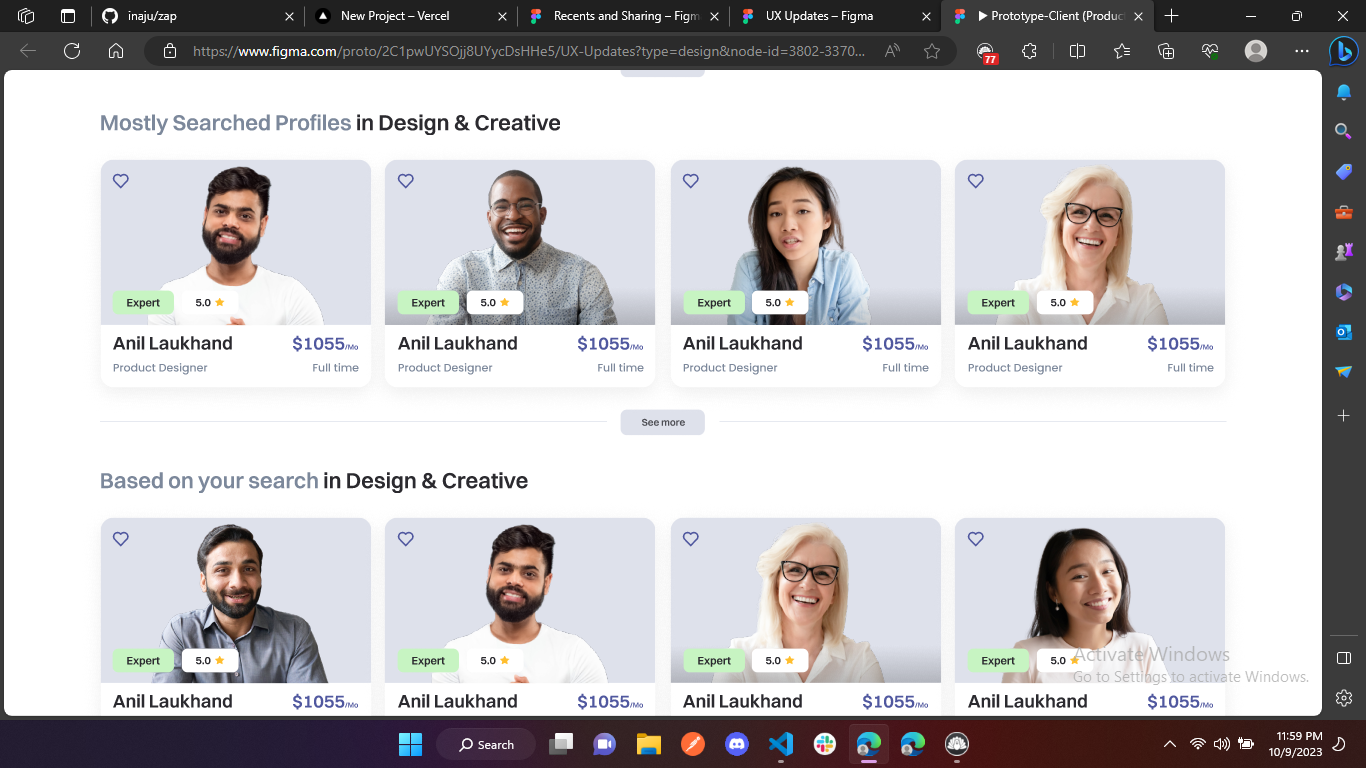 inaju/zap
New Project – Vercel
Recents and Sharing – Figm
UX Updates – Figma
Prototype-Client (Produc
https://www.figma.com/proto/2C1pwUYSOjj8UYycDsHHe5/UX-Updates?type=design&node-id=3802-3370...
77
Mostly Searched Profiles in Design & Creative
Expert 5.0 Expert 5.0 Expert 5.0 Expert 5.0
Anil Laukhand $1055/Mo Anil Laukhand $1055/Mo Anil Laukhand $1055/Mo Anil Laukhand $1055/Mo
Product Designer Full time Product Designer Full time Product Designer Full time Product Designer Full time
See more
Based on your search in Design & Creative
Expert 5.0 Expert 5.0 Expert 5.0 Expert 5.0
Anil Laukhand $1055/Mo Anil Laukhand $1055/Mo Anil Laukhand $1055/Mo Anil Laukhand $1055/Mo
Activate Windows
Go to Settings to activate Windows.
Search
11:59 PM
10/9/2023